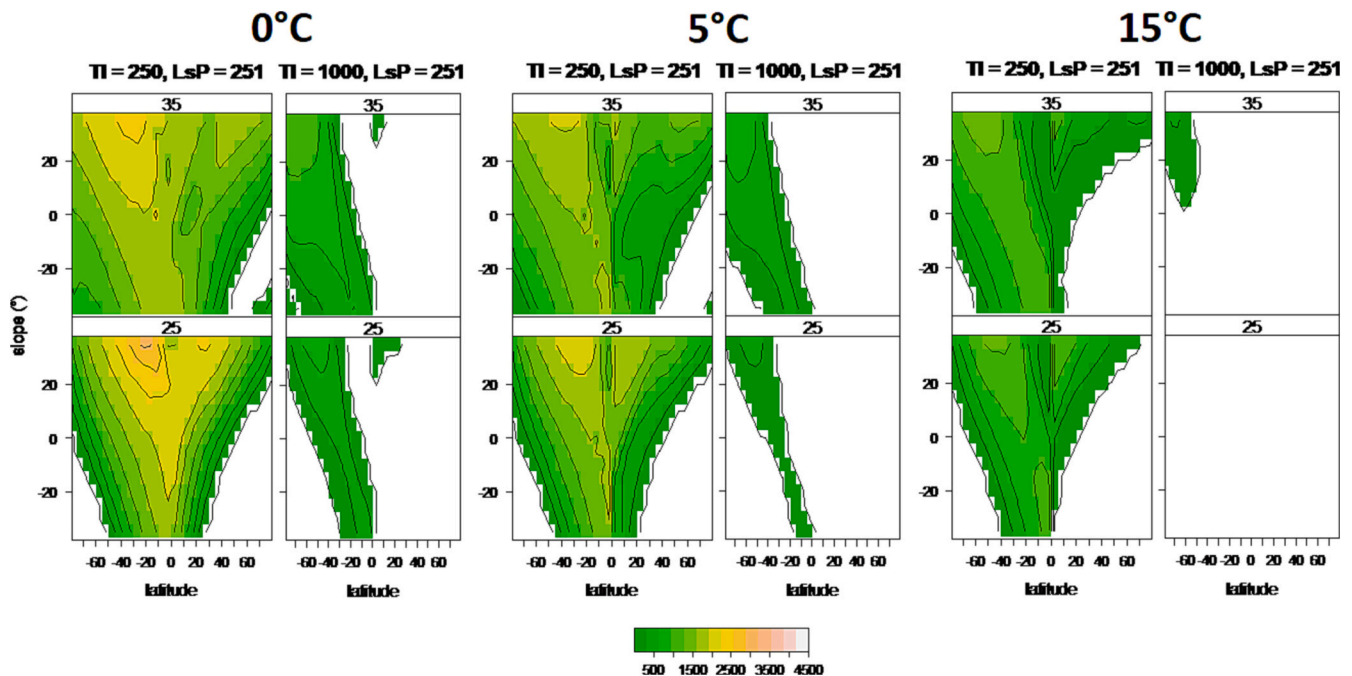 0°C 5°C 15°C
TI = 250, LsP = 251 TI = 1000, LsP = 251 TI = 250, LsP = 251 TI = 1000, LsP = 251 TI = 250, LsP = 251 TI = 1000, LsP = 251
35 35 35 35 35 35
20 20 20
0 0 0
-20 -20 -20
slope (°)
25 25 25 25 25 25
20 20 20
0 0 0
-20 -20 -20
-60 -40 -20 0 20 40 60 -60 -40 -20 0 20 40 60 -60 -40 -20 0 20 40 60 -60 -40 -20 0 20 40 60 -60 -40 -20 0 20 40 60 -60 -40 -20 0 20 40 60
latitude latitude latitude latitude latitude latitude
500 1500 2500 3500 4500